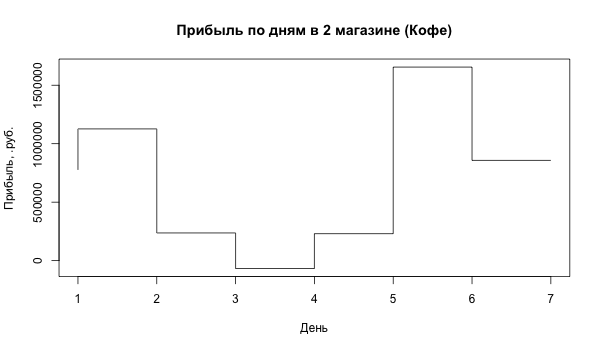 Прибыль по дням в 2 магазине (Кофе)
Прибыль, .руб.
1500000
1000000
500000
0
1 2 3 4 5 6 7
День